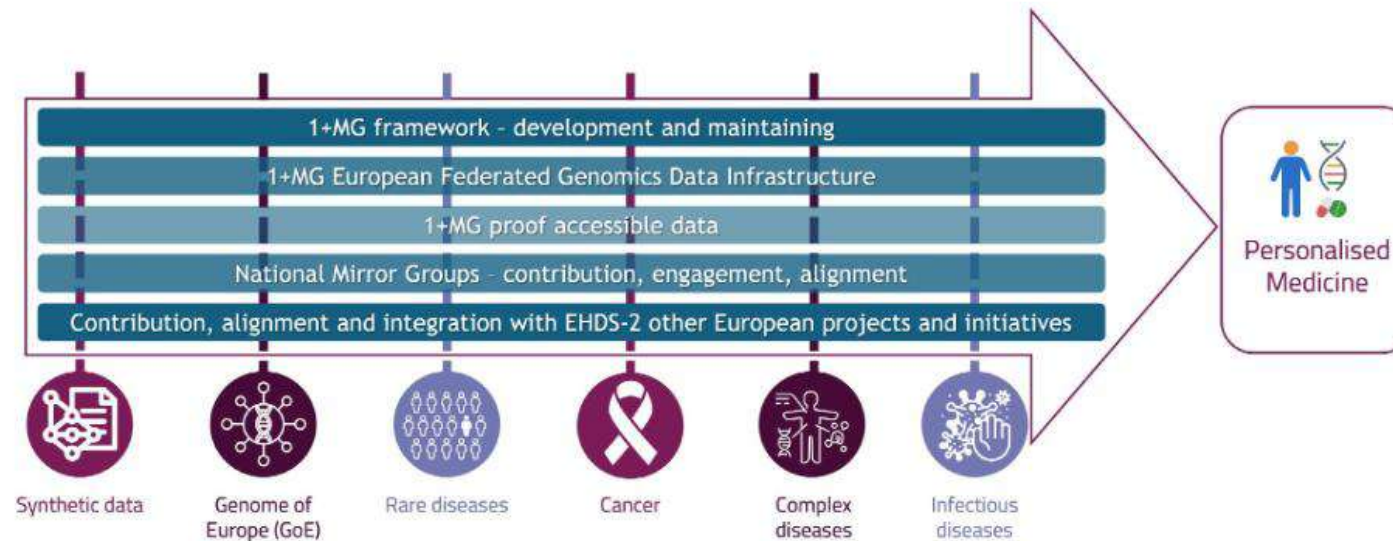 1+MG framework – development and maintaining
1+MG European Federated Genomics Data Infrastructure
1+MG proof accessible data
National Mirror Groups – contribution, engagement, alignment
Contribution, alignment and integration with EHDS-2 other European projects and initiatives
Personalised
Medicine
Synthetic data
Genome of
Europe (GoE)
Rare diseases
Cancer
Complex
diseases
Infectious
diseases